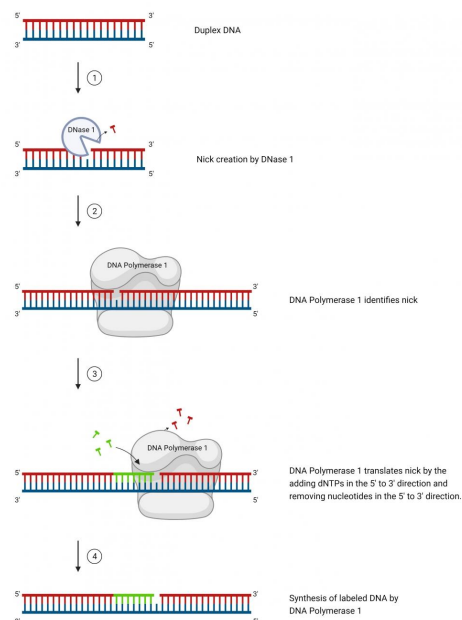 5' 3'
Duplex DNA
3' 5'
1
DNase 1
5' 3'
Nick creation by DNase 1
3' 5'
2
DNA Polymerase 1
5' 3'
DNA Polymerase 1 identifies nick
3' 5'
3
DNA Polymerase 1
5' 3'
DNA Polymerase 1 translates nick by the
adding dNTPs in the 5' to 3' direction and
removing nucleotides in the 5' to 3' direction.
3' 5'
4
5' 3'
Synthesis of labeled DNA by
DNA Polymerase 1